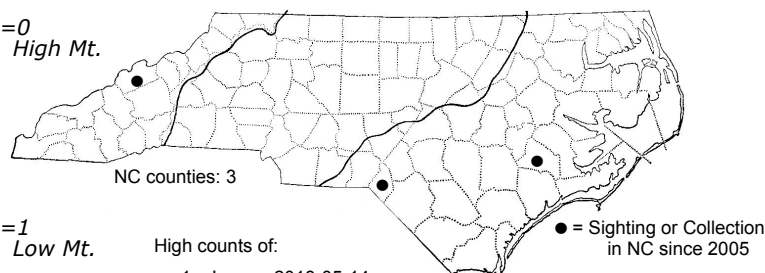 =0
High Mt.
NC counties: 3
● = Sighting or Collection
in NC since 2005
=1
Low Mt.
High counts of: